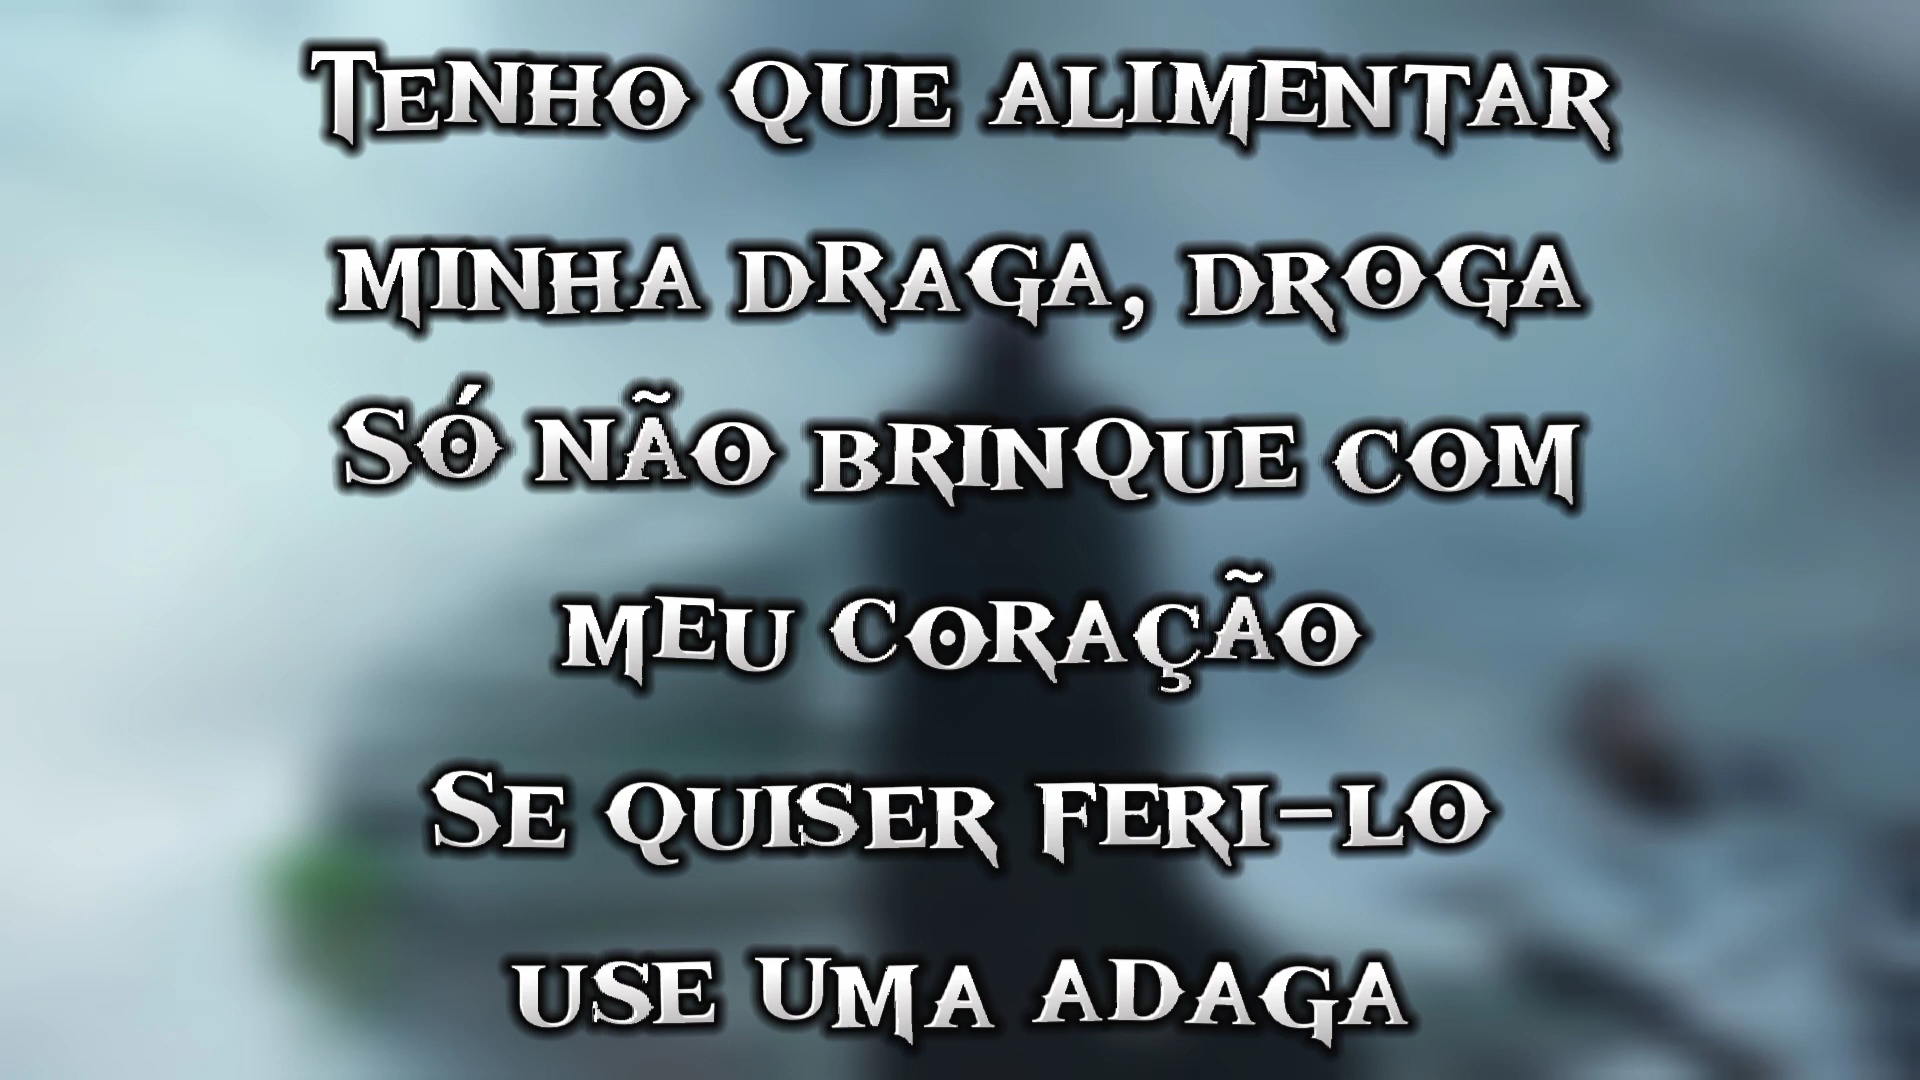 Tenho que alimentar
minha draga, droga
Só não brinque com
meu coração
Se quiser feri-lo
use uma adaga